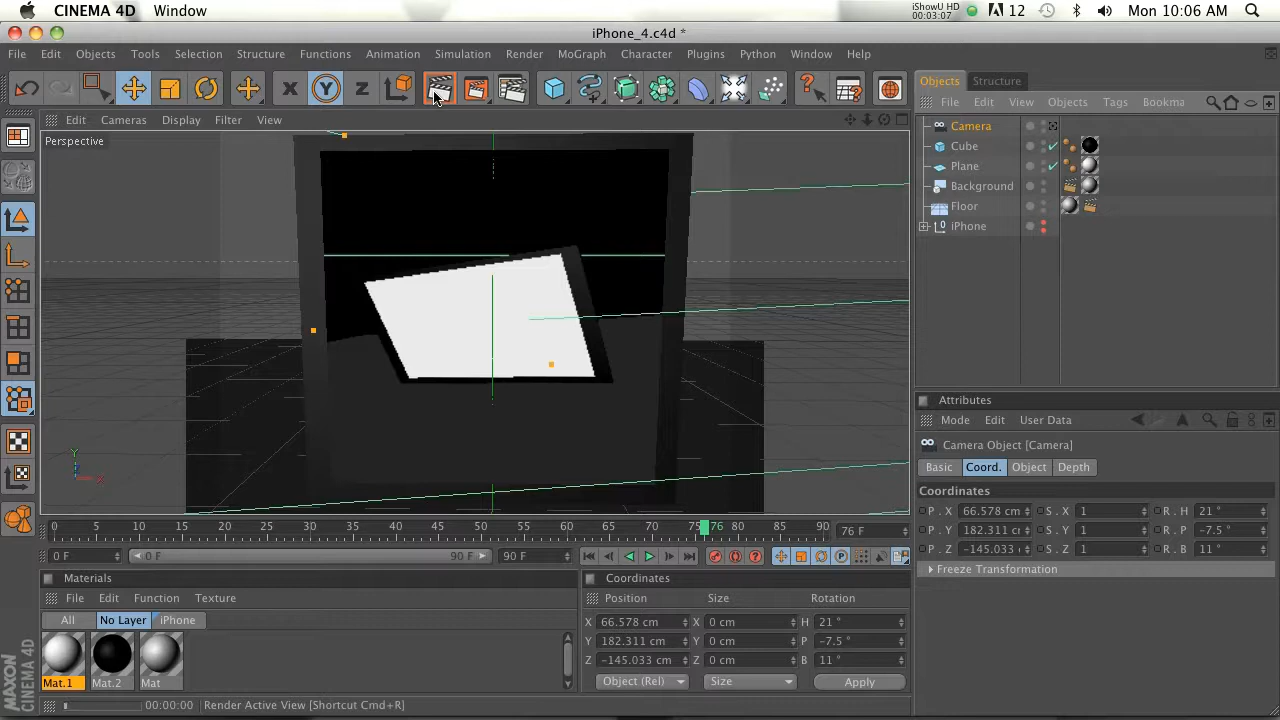 CINEMA 4D Window
iShowU HD
00:03:07
12
Mon 10:06 AM
iPhone_4.c4d *
File Edit Objects Tools Selection Structure Functions Animation Simulation Render MoGraph Character Plugins Python Window Help
X Y Z
Objects Structure
File Edit View Objects Tags Bookma
Edit Cameras Display Filter View
Perspective
Camera
Cube
Plane
Background
Floor
iPhone
Attributes
Mode Edit User Data
Camera Object [Camera]
Basic Coord. Object Depth
Coordinates
P . X 66.578 cm S . X 1 R . H 21 °
P . Y 182.311 cm S . Y 1 R . P -7.5 °
P . Z -145.033 S . Z 1 R . B 11 °
Freeze Transformation
Y
X
0 5 10 15 20 25 30 35 40 45 50 55 60 65 70 75 76 80 85 90 76 F
0 F 0 F 90 F 90 F
Materials
File Edit Function Texture
All No Layer iPhone
Mat.1 Mat.2 Mat
Coordinates
Position Size Rotation
X 66.578 cm X 0 cm H 21 °
Y 182.311 cm Y 0 cm P -7.5 °
Z -145.033 cm Z 0 cm B 11 °
Object (Rel) Size Apply
MAXON
CINEMA 4D
00:00:00 Render Active View [Shortcut Cmd+R]